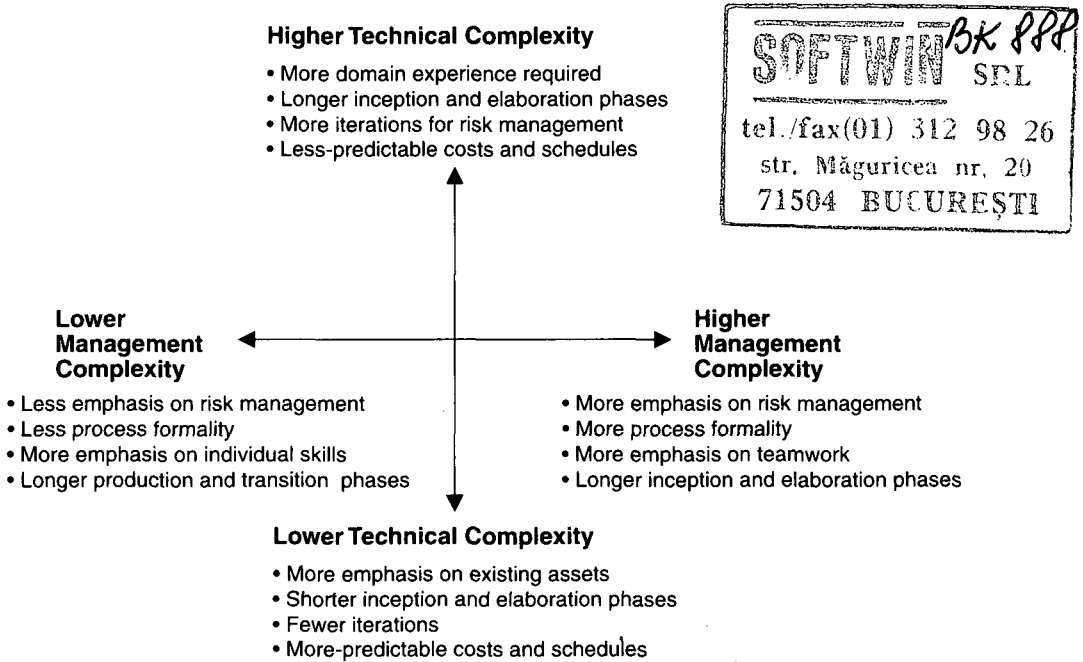 Higher Technical Complexity
• More domain experience required
• Longer inception and elaboration phases
• More iterations for risk management
• Less-predictable costs and schedules
BK 888
SOFTWIN
SRL
tel./fax(01) 312 98 26
str. Măguricea nr. 20
71504 BUCUREȘTI
Lower
Management
Complexity
• Less emphasis on risk management
• Less process formality
• More emphasis on individual skills
• Longer production and transition phases
Higher
Management
Complexity
• More emphasis on risk management
• More process formality
• More emphasis on teamwork
• Longer inception and elaboration phases
Lower Technical Complexity
• More emphasis on existing assets
• Shorter inception and elaboration phases
• Fewer iterations
• More-predictable costs and schedules